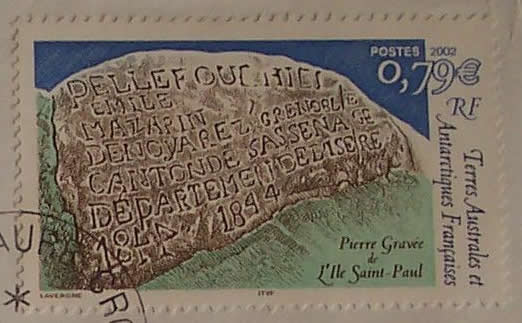 POSTES 2002
0,79€
RF
Terres Australes et
Antarctiques Françaises
PELLEFOUCHIES
EMILE
MAZARIN GRENOBLE
DENOYAREZ SASSENAGE
CANTON DE
DÉPARTEMENT DE L'ISERE
1844 1844
Pierre Gravée
de
L'Ile Saint-Paul
LAVERGNE
ITVF